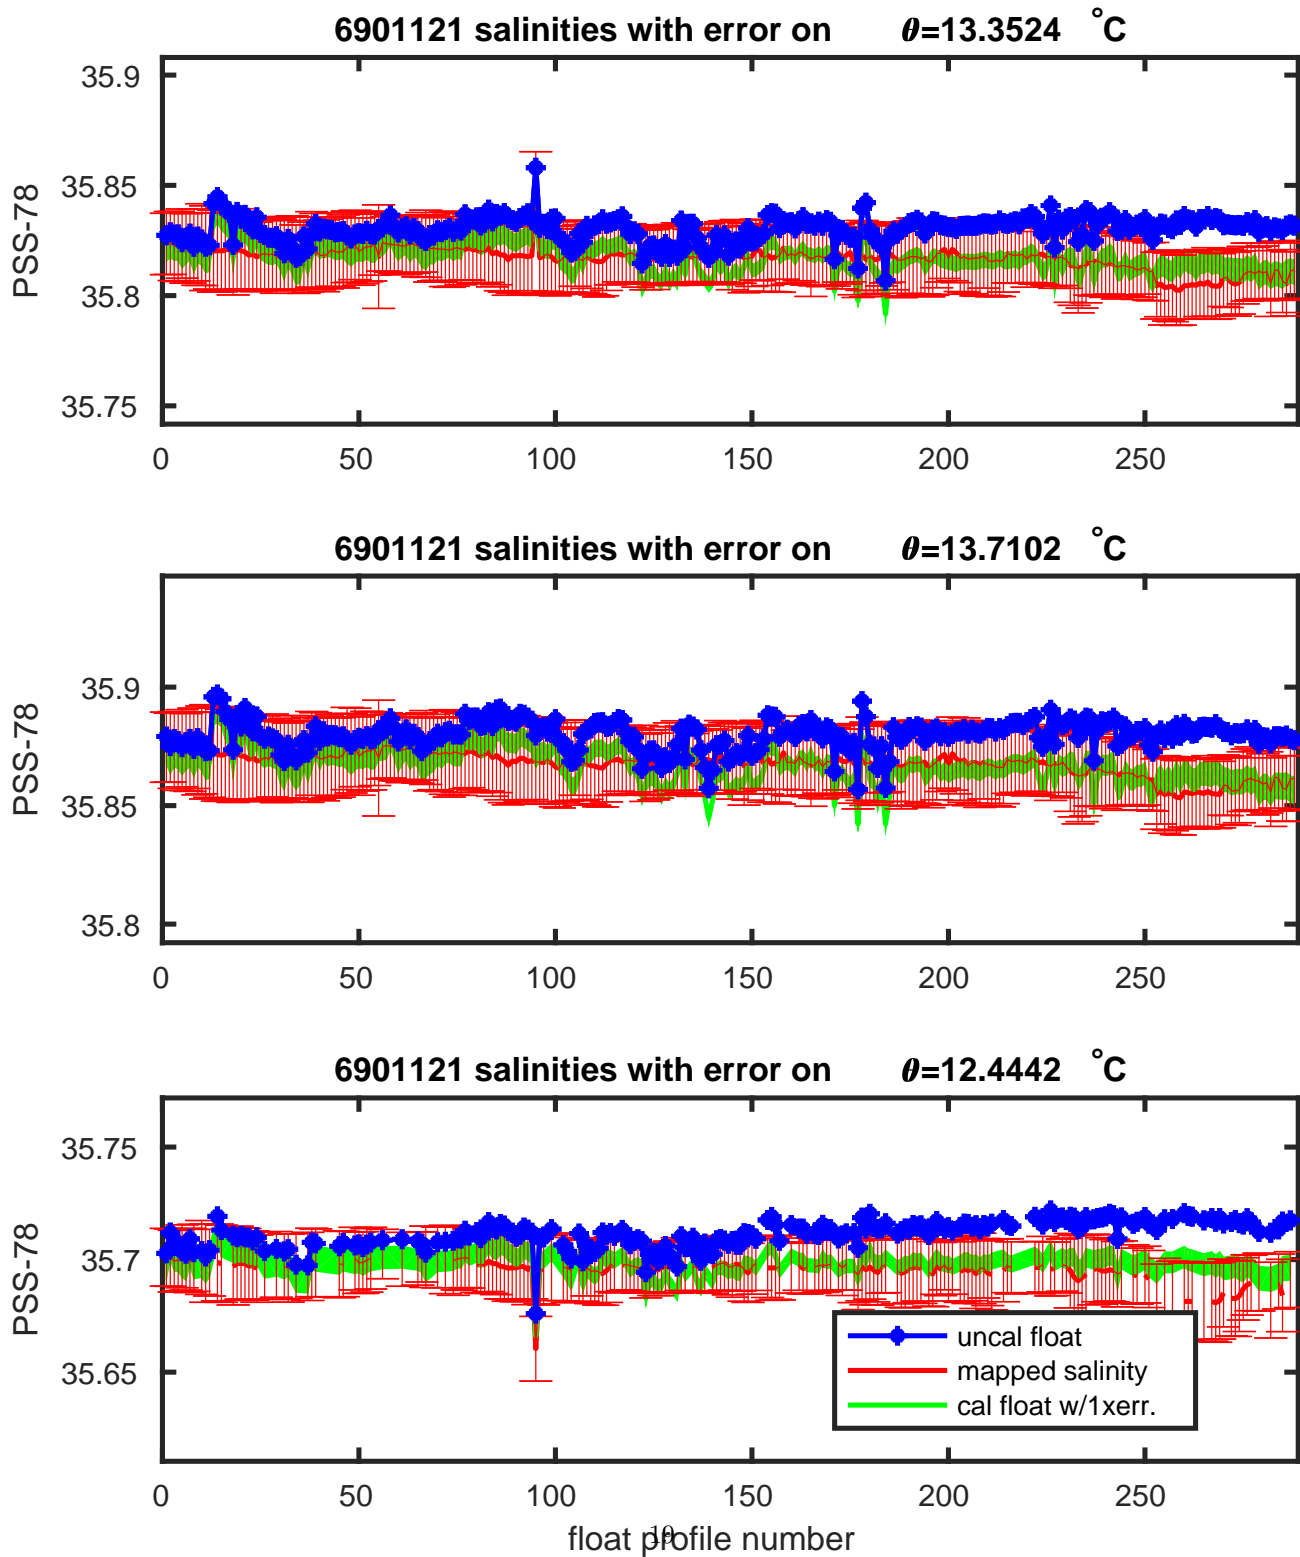 6901121 salinities with error on θ=13.3524 °C
35.9
35.85
35.8
35.75
PSS-78
0 50 100 150 200 250
6901121 salinities with error on θ=13.7102 °C
35.9
35.85
35.8
PSS-78
0 50 100 150 200 250
6901121 salinities with error on θ=12.4442 °C
35.75
35.7
35.65
PSS-78
uncal float
mapped salinity
cal float w/1xerr.
0 50 100 150 200 250
float profile number
19